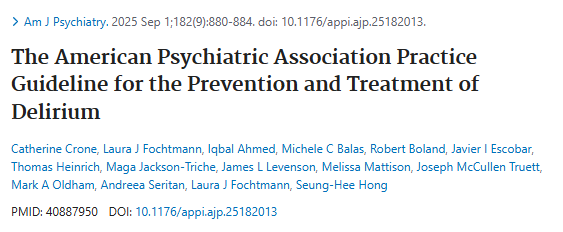 > Am J Psychiatry. 2025 Sep 1;182(9):880-884. doi: 10.1176/appi.ajp.25182013.
The American Psychiatric Association Practice
Guideline for the Prevention and Treatment of
Delirium
Catherine Crone, Laura J Fochtmann, Iqbal Ahmed, Michele C Balas, Robert Boland, Javier I Escobar,
Thomas Heinrich, Maga Jackson-Triche, James L Levenson, Melissa Mattison, Joseph McCullen Truett,
Mark A Oldham, Andreea Seritan, Laura J Fochtmann, Seung-Hee Hong
PMID: 40887950 DOI: 10.1176/appi.ajp.25182013